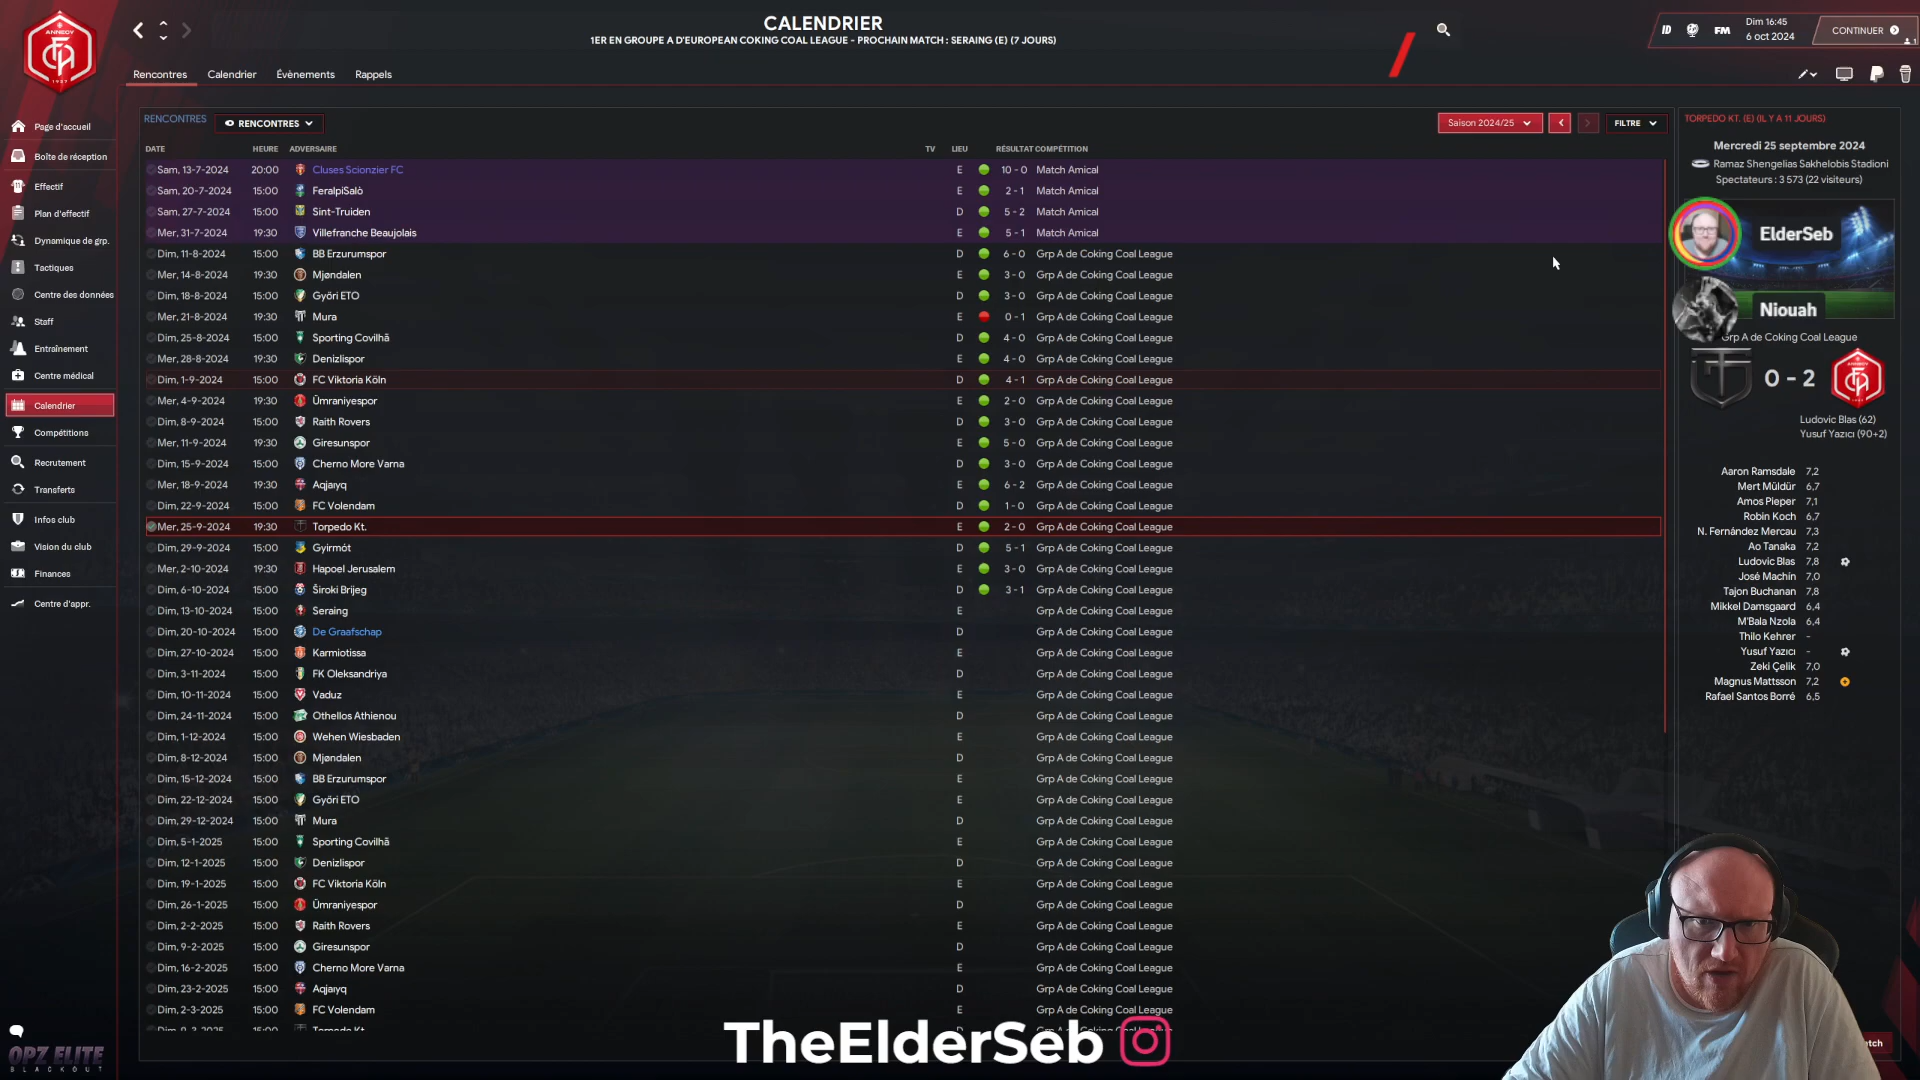 CALENDRIER
1ER EN GROUPE A D'EUROPEAN COKING COAL LEAGUE - PROCHAIN MATCH : SERAING (E) (7 JOURS)
ID FM Dim 16:45
6 oct 2024
CONTINUER
1
Rencontres Calendrier Évènements Rappels
Page d'accueil
Boîte de réception
Effectif
Plan d'effectif
Dynamique de grp.
Tactiques
Centre des données
Staff
Entraînement
Centre médical
Calendrier
Compétitions
Recrutement
Transferts
Infos club
Vision du club
Finances
Centre d'appr.
OPZ ELITE
BLACKOUT
RENCONTRES RENCONTRES Saison 2024/25 FILTRE
DATE HEURE ADVERSAIRE TV LIEU RÉSULTAT COMPÉTITION
Sam, 13-7-2024 20:00 Cluses Scionzier FC E 10 - 0 Match Amical
Sam, 20-7-2024 15:00 FeralpiSalò E 2 - 1 Match Amical
Sam, 27-7-2024 15:00 Sint-Truiden D 5 - 2 Match Amical
Mer, 31-7-2024 19:30 Villefranche Beaujolais E 5 - 1 Match Amical
Dim, 11-8-2024 15:00 BB Erzurumspor D 6 - 0 Grp A de Coking Coal League
Mer, 14-8-2024 19:30 Mjøndalen E 3 - 0 Grp A de Coking Coal League
Dim, 18-8-2024 15:00 Győri ETO D 3 - 0 Grp A de Coking Coal League
Mer, 21-8-2024 19:30 Mura E 0 - 1 Grp A de Coking Coal League
Dim, 25-8-2024 15:00 Sporting Covilhã D 4 - 0 Grp A de Coking Coal League
Mer, 28-8-2024 19:30 Denizlispor E 4 - 0 Grp A de Coking Coal League
Dim, 1-9-2024 15:00 FC Viktoria Köln D 4 - 1 Grp A de Coking Coal League
Mer, 4-9-2024 19:30 Ümraniyespor E 2 - 0 Grp A de Coking Coal League
Dim, 8-9-2024 15:00 Raith Rovers D 3 - 0 Grp A de Coking Coal League
Mer, 11-9-2024 19:30 Giresunspor E 5 - 0 Grp A de Coking Coal League
Dim, 15-9-2024 15:00 Cherno More Varna D 3 - 0 Grp A de Coking Coal League
Mer, 18-9-2024 19:30 Aqjaıyq E 6 - 2 Grp A de Coking Coal League
Dim, 22-9-2024 15:00 FC Volendam D 1 - 0 Grp A de Coking Coal League
Mer, 25-9-2024 19:30 Torpedo Kt. E 2 - 0 Grp A de Coking Coal League
Dim, 29-9-2024 15:00 Gyirmót D 5 - 1 Grp A de Coking Coal League
Mer, 2-10-2024 19:30 Hapoel Jerusalem E 3 - 0 Grp A de Coking Coal League
Dim, 6-10-2024 15:00 Široki Brijeg D 3 - 1 Grp A de Coking Coal League
Dim, 13-10-2024 15:00 Seraing E Grp A de Coking Coal League
Dim, 20-10-2024 15:00 De Graafschap D Grp A de Coking Coal League
Dim, 27-10-2024 15:00 Karmiotissa E Grp A de Coking Coal League
Dim, 3-11-2024 15:00 FK Oleksandriya D Grp A de Coking Coal League
Dim, 10-11-2024 15:00 Vaduz E Grp A de Coking Coal League
Dim, 24-11-2024 15:00 Othellos Athienou D Grp A de Coking Coal League
Dim, 1-12-2024 15:00 Wehen Wiesbaden E Grp A de Coking Coal League
Dim, 8-12-2024 15:00 Mjøndalen D Grp A de Coking Coal League
Dim, 15-12-2024 15:00 BB Erzurumspor E Grp A de Coking Coal League
Dim, 22-12-2024 15:00 Győri ETO E Grp A de Coking Coal League
Dim, 29-12-2024 15:00 Mura D Grp A de Coking Coal League
Dim, 5-1-2025 15:00 Sporting Covilhã E Grp A de Coking Coal League
Dim, 12-1-2025 15:00 Denizlispor D Grp A de Coking Coal League
Dim, 19-1-2025 15:00 FC Viktoria Köln E Grp A de Coking Coal League
Dim, 26-1-2025 15:00 Ümraniyespor D Grp A de Coking Coal League
Dim, 2-2-2025 15:00 Raith Rovers E Grp A de Coking Coal League
Dim, 9-2-2025 15:00 Giresunspor D Grp A de Coking Coal League
Dim, 16-2-2025 15:00 Cherno More Varna E Grp A de Coking Coal League
Dim, 23-2-2025 15:00 Aqjaıyq D Grp A de Coking Coal League
Dim, 2-3-2025 15:00 FC Volendam E Grp A de Coking Coal League
TORPEDO KT. (E) (IL Y A 11 JOURS)
Mercredi 25 septembre 2024
Ramaz Shengelias Sakhelobis Stadioni
Spectateurs : 3 573 (22 visiteurs)
ElderSeb
Niouah
Grp A de Coking Coal League
0 - 2
Ludovic Blas (62)
Yusuf Yazıcı (90+2)
Aaron Ramsdale 7,2
Mert Müldür 6,7
Amos Pieper 7,1
Robin Koch 6,7
N. Fernández Mercau 7,3
Ao Tanaka 7,2
Ludovic Blas 7,8
José Machín 7,0
Tajon Buchanan 7,8
Mikkel Damsgaard 6,4
M'Bala Nzola 6,4
Thilo Kehrer -
Yusuf Yazıcı -
Zeki Çelik 7,0
Magnus Mattsson 7,2
Rafael Santos Borré 6,5
TheElderSeb